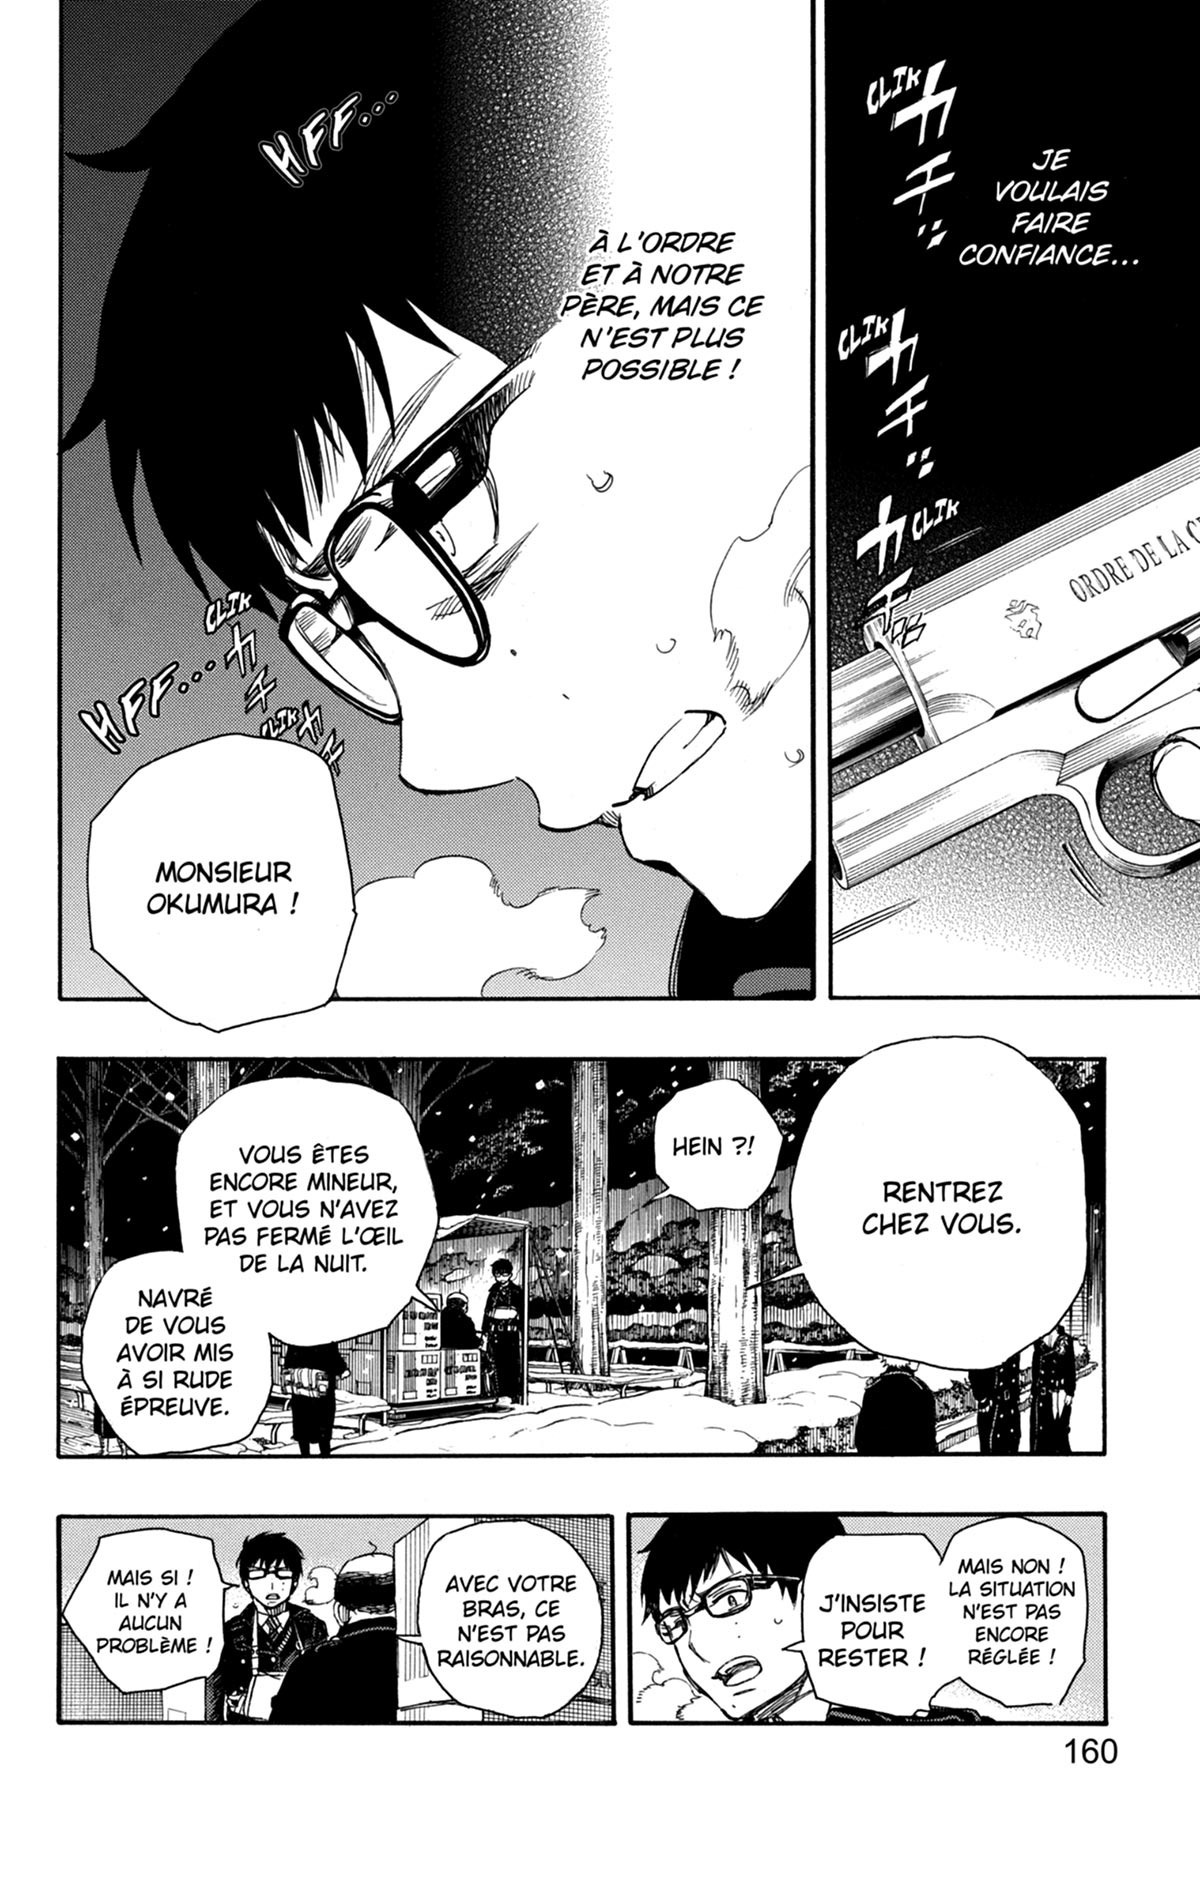 CLIK
カチ
JE
VOULAIS
FAIRE
CONFIANCE...
CLIK
カチ
CLIK
カチ
ORDRE DE LA C
HFF...
À L'ORDRE
ET À NOTRE
PÈRE, MAIS CE
N'EST PLUS
POSSIBLE !
CLIK
カチ
HFF...
CLIK
カチ
MONSIEUR
OKUMURA !
RENTREZ
CHEZ VOUS.
HEIN ?!
VOUS ÊTES
ENCORE MINEUR,
ET VOUS N'AVEZ
PAS FERMÉ L'ŒIL
DE LA NUIT.
NAVRÉ
DE VOUS
AVOIR MIS
À SI RUDE
ÉPREUVE.
MAIS NON !
LA SITUATION
N'EST PAS
ENCORE
RÉGLÉE !
J'INSISTE
POUR
RESTER !
AVEC VOTRE
BRAS, CE
N'EST PAS
RAISONNABLE.
MAIS SI !
IL N'Y A
AUCUN
PROBLÈME !
160